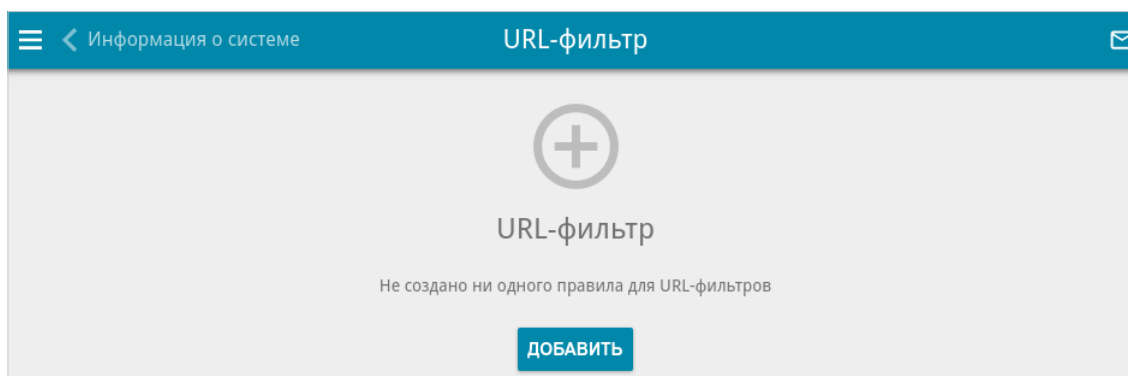 Информация о системе
URL-фильтр
URL-фильтр
Не создано ни одного правила для URL-фильтров
ДОБАВИТЬ